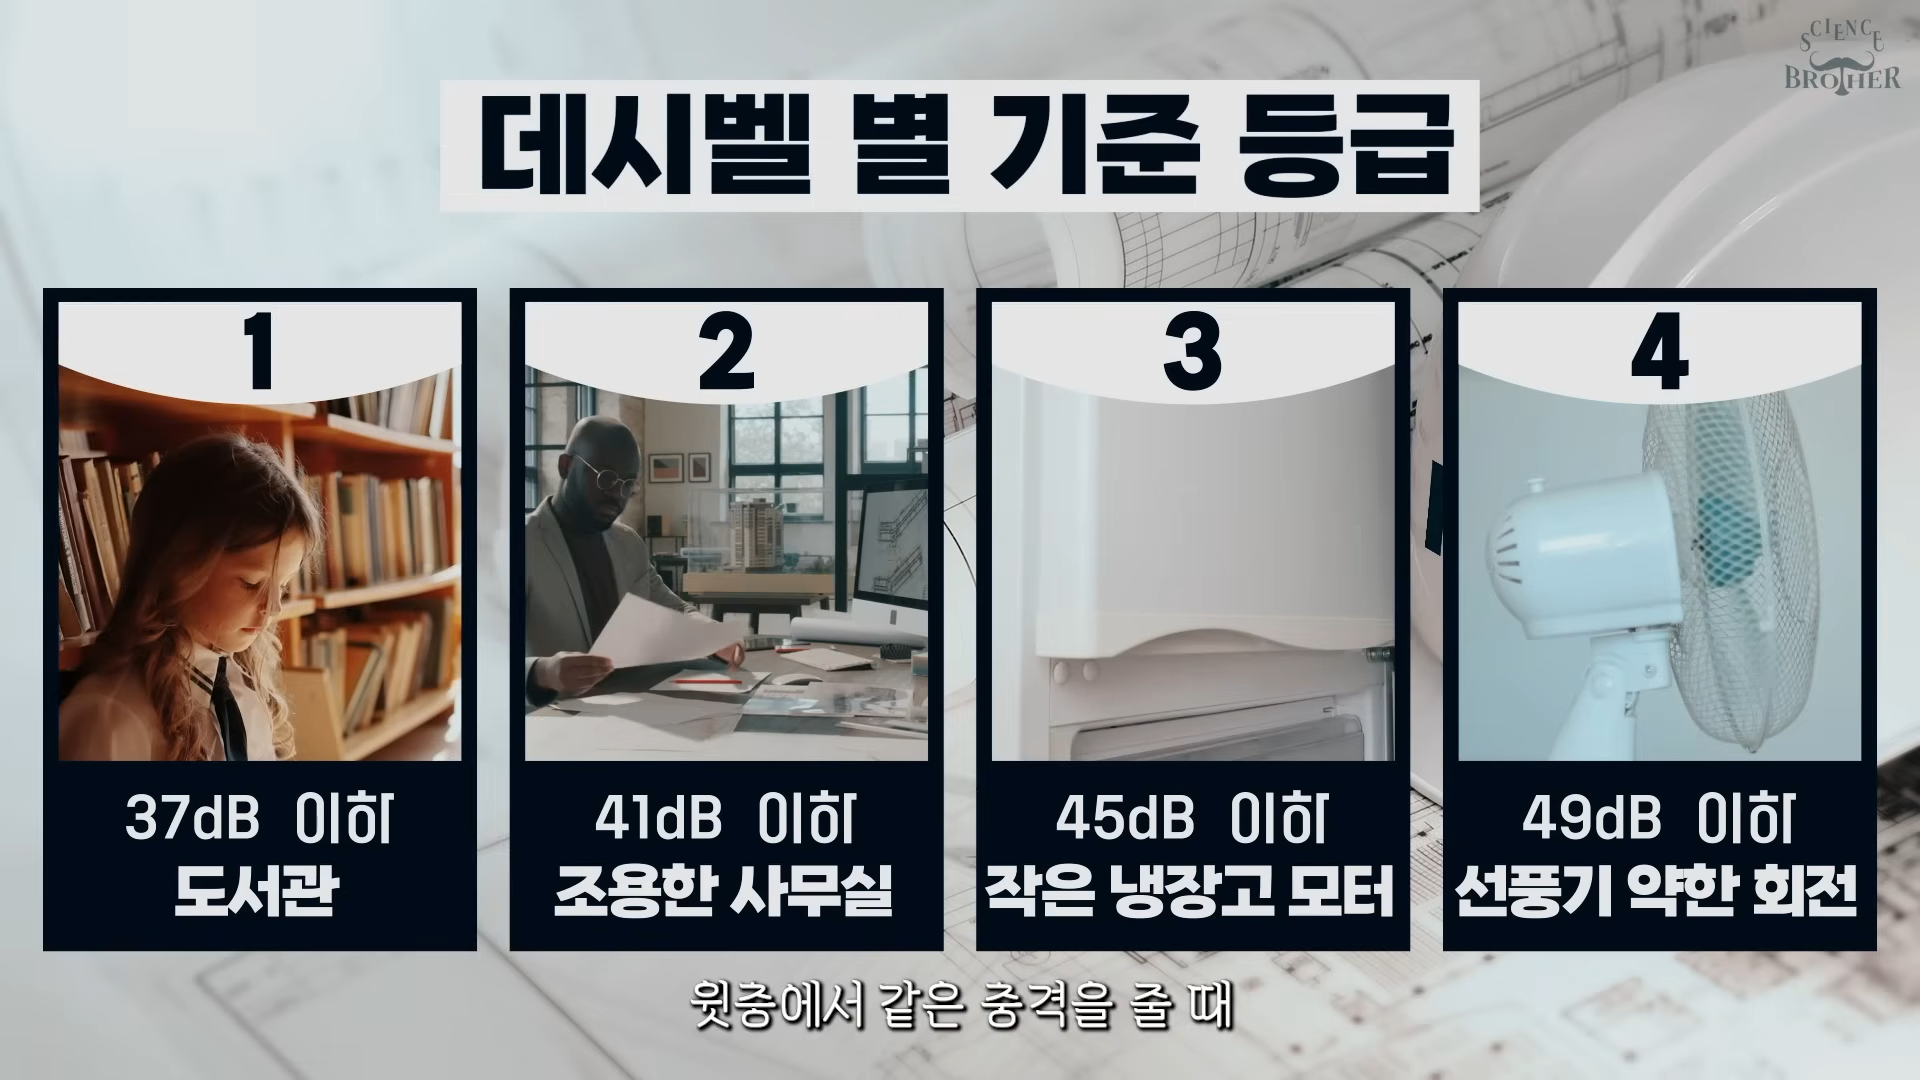 SCIENCE
BROTHER
데시벨 별 기준 등급
1
37dB 이하
도서관
2
41dB 이하
조용한 사무실
3
45dB 이하
작은 냉장고 모터
4
49dB 이하
선풍기 약한 회전
윗층에서 같은 충격을 줄 때